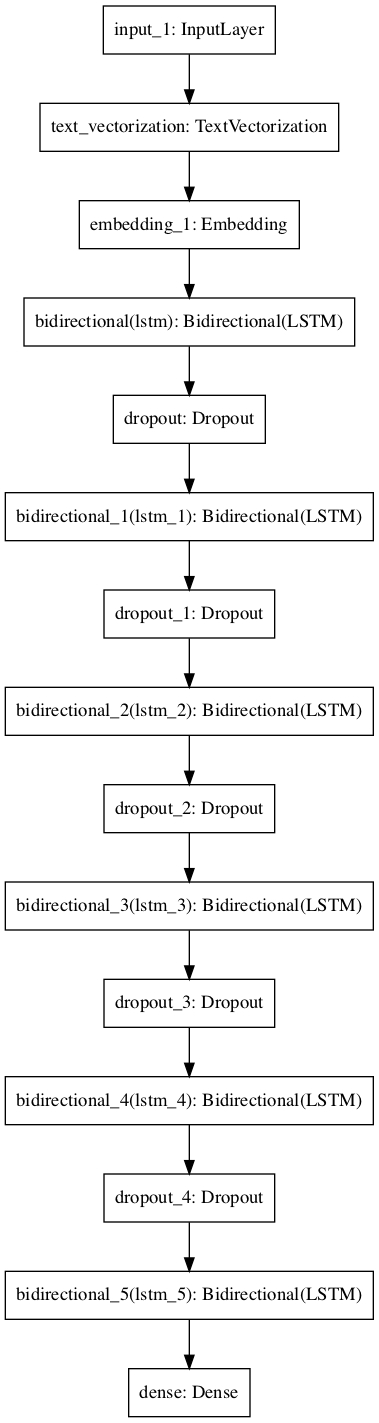 input_1: InputLayer
text_vectorization: TextVectorization
embedding_1: Embedding
bidirectional(lstm): Bidirectional(LSTM)
dropout: Dropout
bidirectional_1(lstm_1): Bidirectional(LSTM)
dropout_1: Dropout
bidirectional_2(lstm_2): Bidirectional(LSTM)
dropout_2: Dropout
bidirectional_3(lstm_3): Bidirectional(LSTM)
dropout_3: Dropout
bidirectional_4(lstm_4): Bidirectional(LSTM)
dropout_4: Dropout
bidirectional_5(lstm_5): Bidirectional(LSTM)
dense: Dense